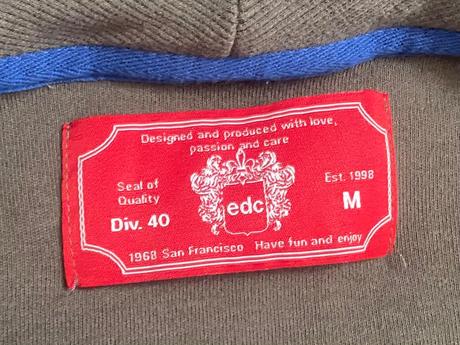 Designed and produced with love,
passion and care
Seal of
Quality
Div. 40
edc
Est. 1998
M
1968 San Francisco Have fun and enjoy